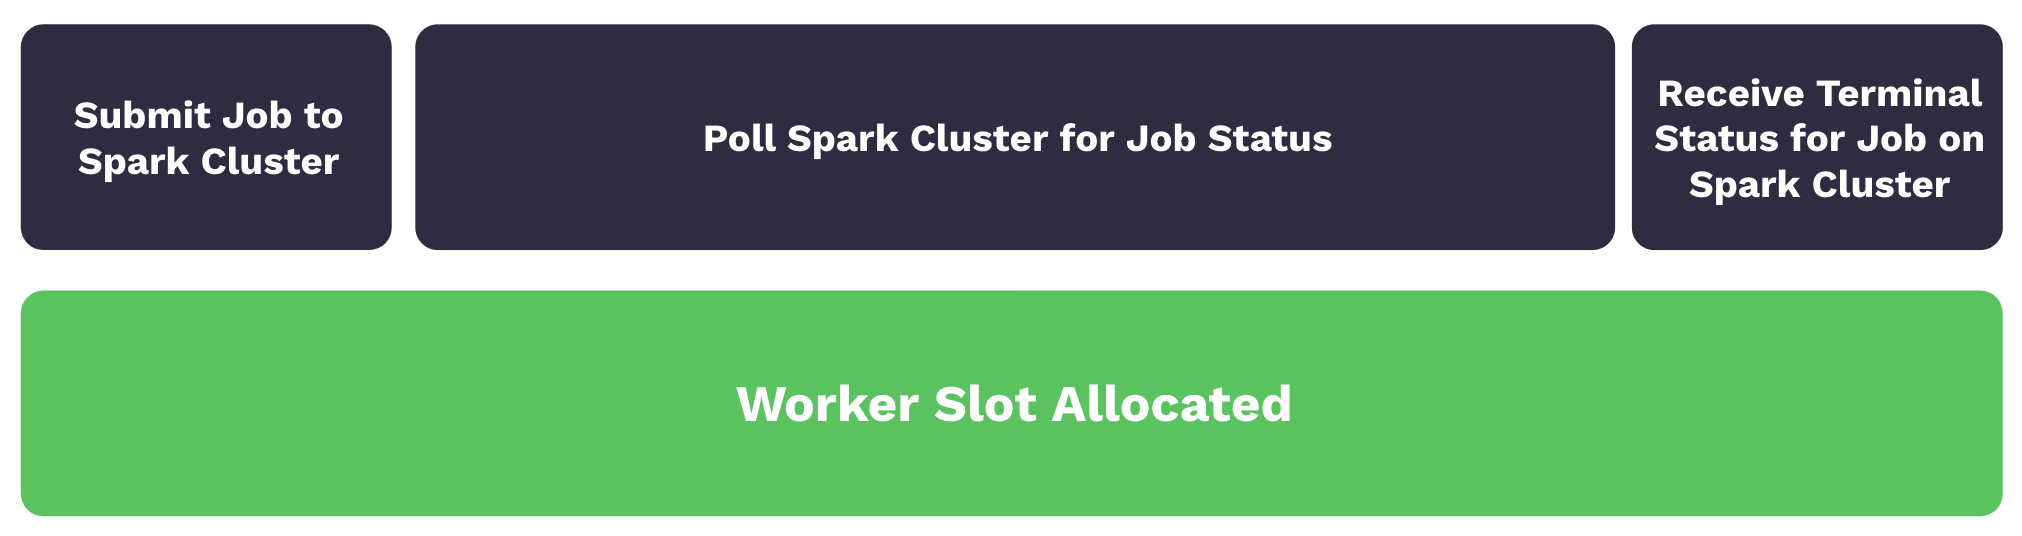 Submit Job to
Spark Cluster
Poll Spark Cluster for Job Status
Receive Terminal
Status for Job on
Spark Cluster
Worker Slot Allocated